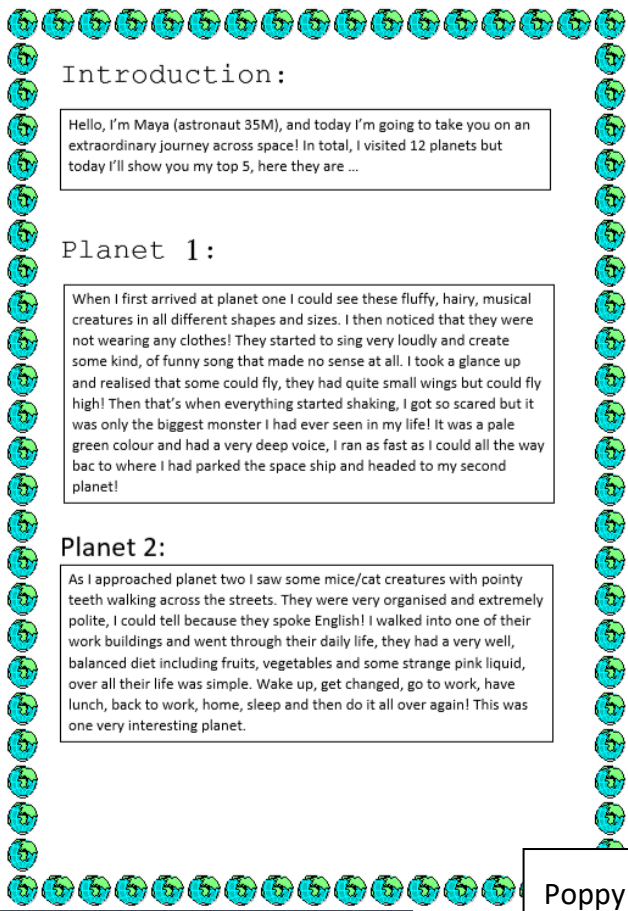 Introduction:
Hello, I'm Maya (astronaut 35M), and today I'm going to take you on an
extraordinary journey across space! In total, I visited 12 planets but
today I'll show you my top 5, here they are ...
Planet 1:
When I first arrived at planet one I could see these fluffy, hairy, musical
creatures in all different shapes and sizes. I then noticed that they were
not wearing any clothes! They started to sing very loudly and create
some kind, of funny song that made no sense at all. I took a glance up
and realised that some could fly, they had quite small wings but could fly
high! Then that's when everything started shaking, I got so scared but it
was only the biggest monster I had ever seen in my life! It was a pale
green colour and had a very deep voice, I ran as fast as I could all the way
bac to where I had parked the space ship and headed to my second
planet!
Planet 2:
As I approached planet two I saw some mice/cat creatures with pointy
teeth walking across the streets. They were very organised and extremely
polite, I could tell because they spoke English! I walked into one of their
work buildings and went through their daily life, they had a very well,
balanced diet including fruits, vegetables and some strange pink liquid,
over all their life was simple. Wake up, get changed, go to work, have
lunch, back to work, home, sleep and then do it all over again! This was
one very interesting planet.
Poppy